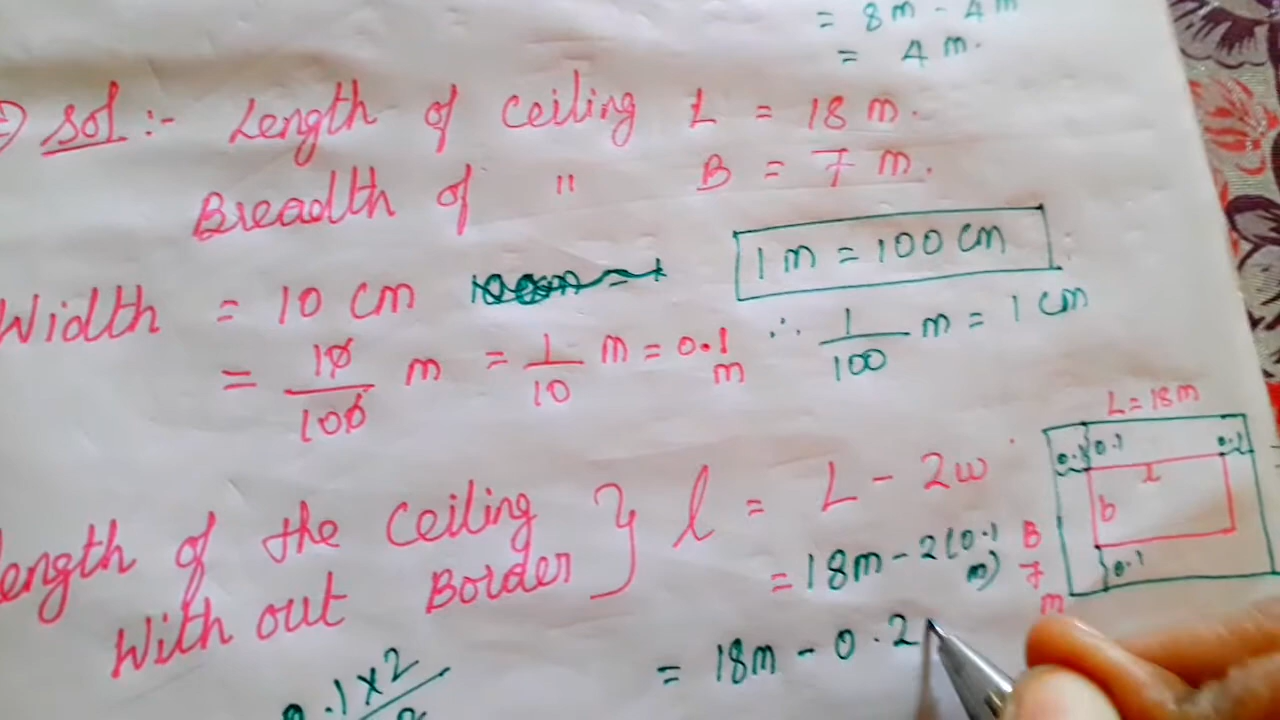 = 8m - 4m
= 4 m.
Sol :- Length of Ceiling L = 18 m.
Breadth of " B = 7 m.
Width = 10 cm
1 m = 100 cm
= 10/100 m = 1/10 m = 0.1 m
∴ 1/100 m = 1 cm
ength of the Ceiling With out Border } l = L - 2w
= 18m - 2(0.1 m)
= 18m - 0.2
0.1 x 2
L = 18m
0.1 0.1 0.1
l
b
B 7 m
0.1